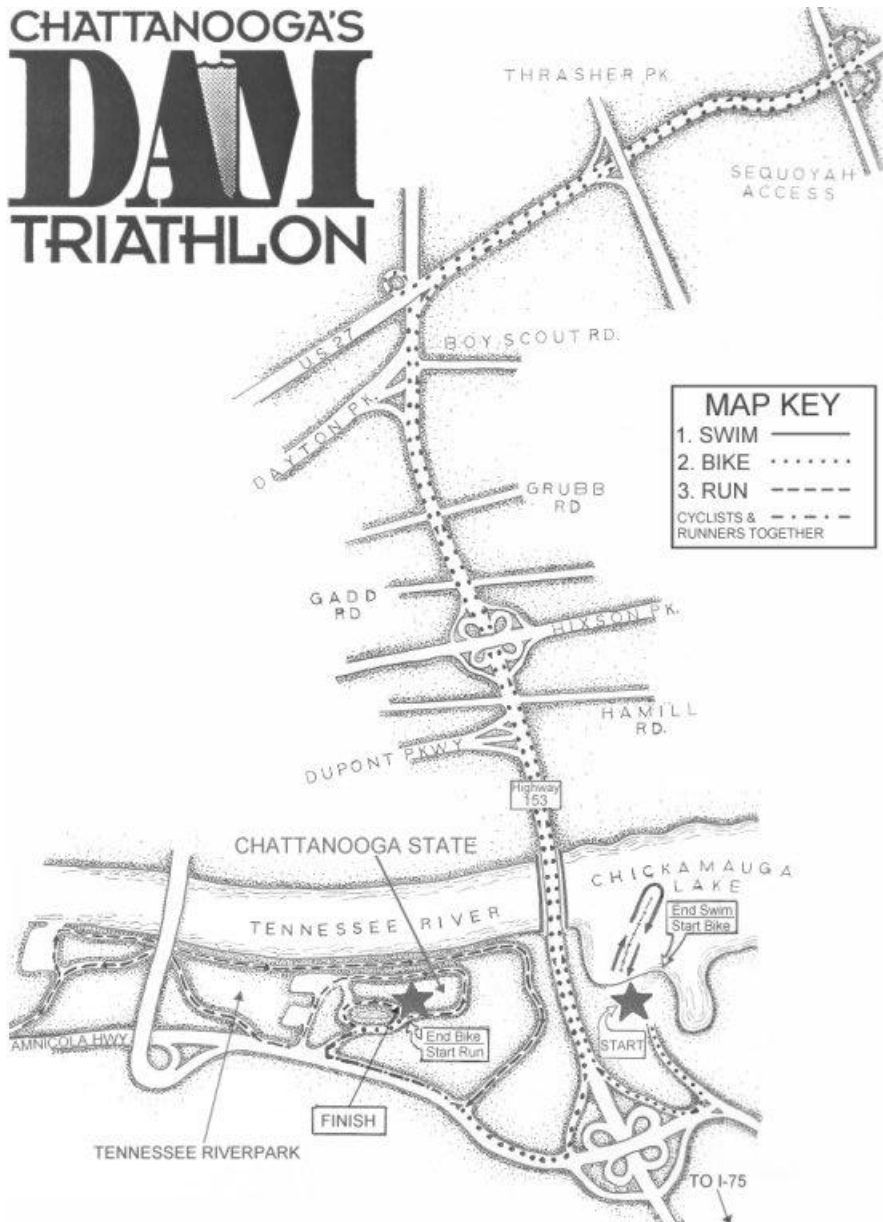 CHATTANOOGA'S
DAM
TRIATHLON
THRASHER PK.
SEQUOYAH
ACCESS
U.S 27
BOY SCOUT RD.
DAYTON PK.
MAP KEY
1. SWIM
2. BIKE
3. RUN
CYCLISTS &
RUNNERS TOGETHER
GRUBB
RD
GADD
RD
HIXSON PK.
HAMILL
RD.
DUPONT PKWY
Highway
153
CHATTANOOGA STATE
CHICKAMAUGA
LAKE
TENNESSEE RIVER
End Swim
Start Bike
AMNICOLA HWY
End Bike
Start Run
START
FINISH
TENNESSEE RIVERPARK
TO I-75